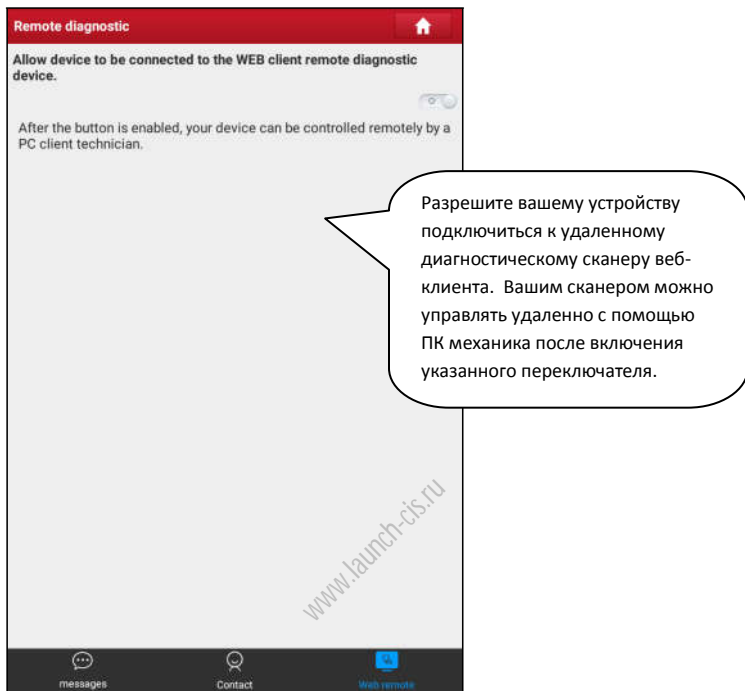 Remote diagnostic
Allow device to be connected to the WEB client remote diagnostic
device.
After the button is enabled, your device can be controlled remotely by a
PC client technician.
Разрешите вашему устройству
подключиться к удаленному
диагностическому сканеру веб-
клиента. Вашим сканером можно
управлять удаленно с помощью
ПК механика после включения
указанного переключателя.
www.launch-cis.ru
messages Contact Web remote